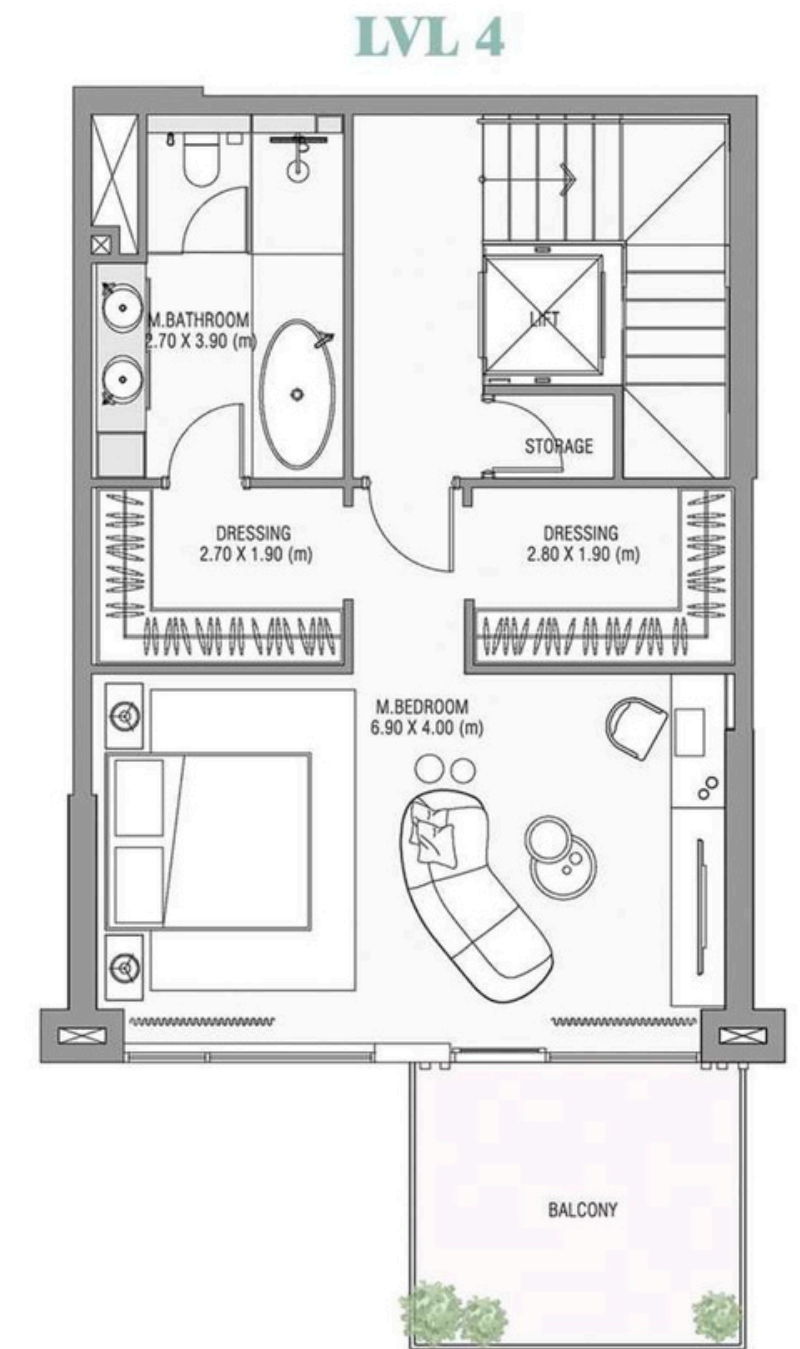 LVL 4
M.BATHROOM
2.70 X 3.90 (m)
LIFT
STORAGE
DRESSING
2.70 X 1.90 (m)
DRESSING
2.80 X 1.90 (m)
M.BEDROOM
6.90 X 4.00 (m)
BALCONY